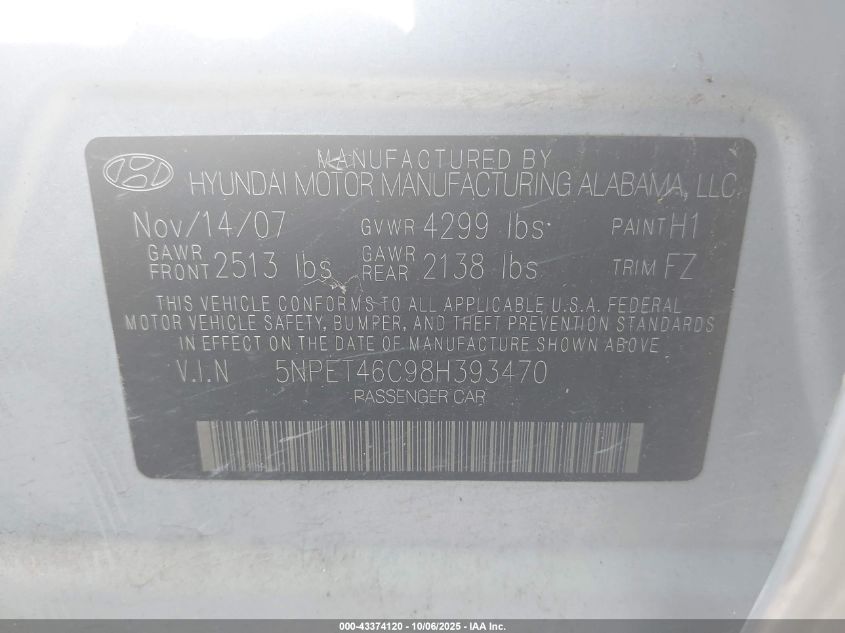 MANUFACTURED BY
HYUNDAI MOTOR MANUFACTURING ALABAMA, LLC
Nov/14/07 GVWR 4299 lbs PAINT H1
GAWR FRONT 2513 lbs GAWR REAR 2138 lbs TRIM FZ
THIS VEHICLE CONFORMS TO ALL APPLICABLE U.S.A. FEDERAL
MOTOR VEHICLE SAFETY, BUMPER, AND THEFT PREVENTION STANDARDS
IN EFFECT ON THE DATE OF MANUFACTURE SHOWN ABOVE
V.I.N 5NPET46C98H393470
PASSENGER CAR
000-43374120 - 10/06/2025 - IAA Inc.